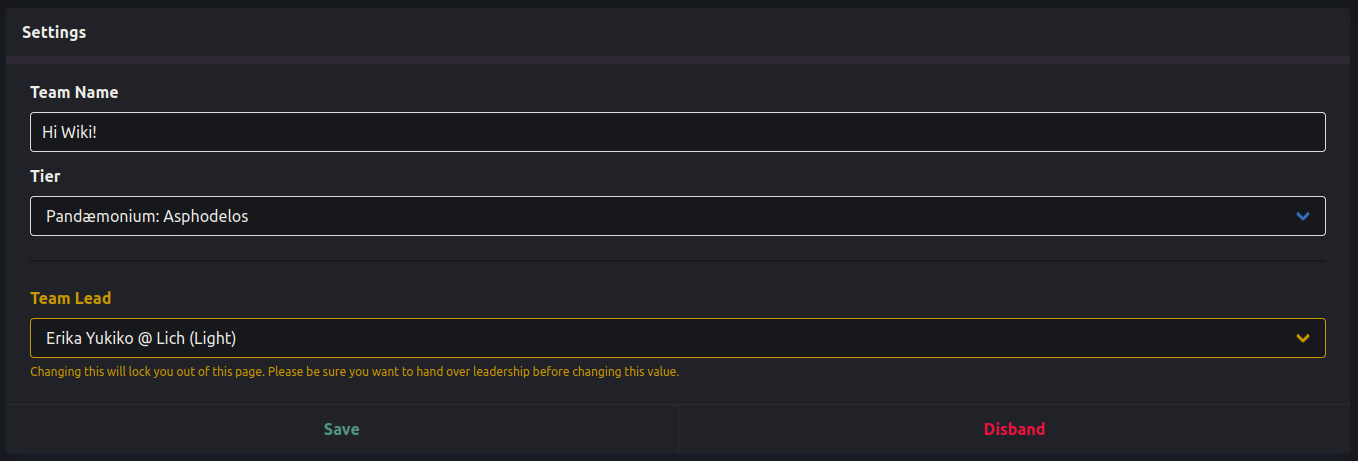 Settings
Team Name
Hi Wiki!
Tier
Pandæmonium: Asphodelos
Team Lead
Erika Yukiko @ Lich (Light)
Changing this will lock you out of this page. Please be sure you want to hand over leadership before changing this value.
Save
Disband